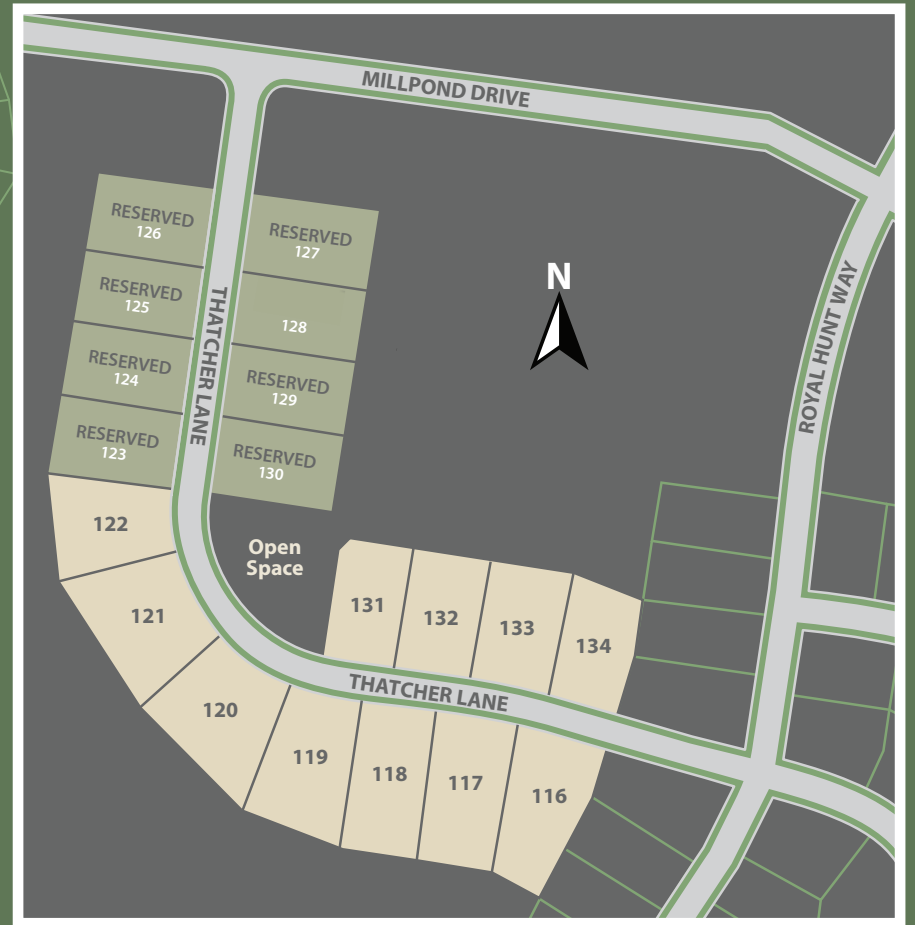 MILLPOND DRIVE
RESERVED
126
RESERVED
127
N
RESERVED
125
128
THATCHER LANE
ROYAL HUNT WAY
RESERVED
124
RESERVED
129
RESERVED
123
RESERVED
130
122
Open
Space
121
131
132
133
134
THATCHER LANE
120
119
118
117
116